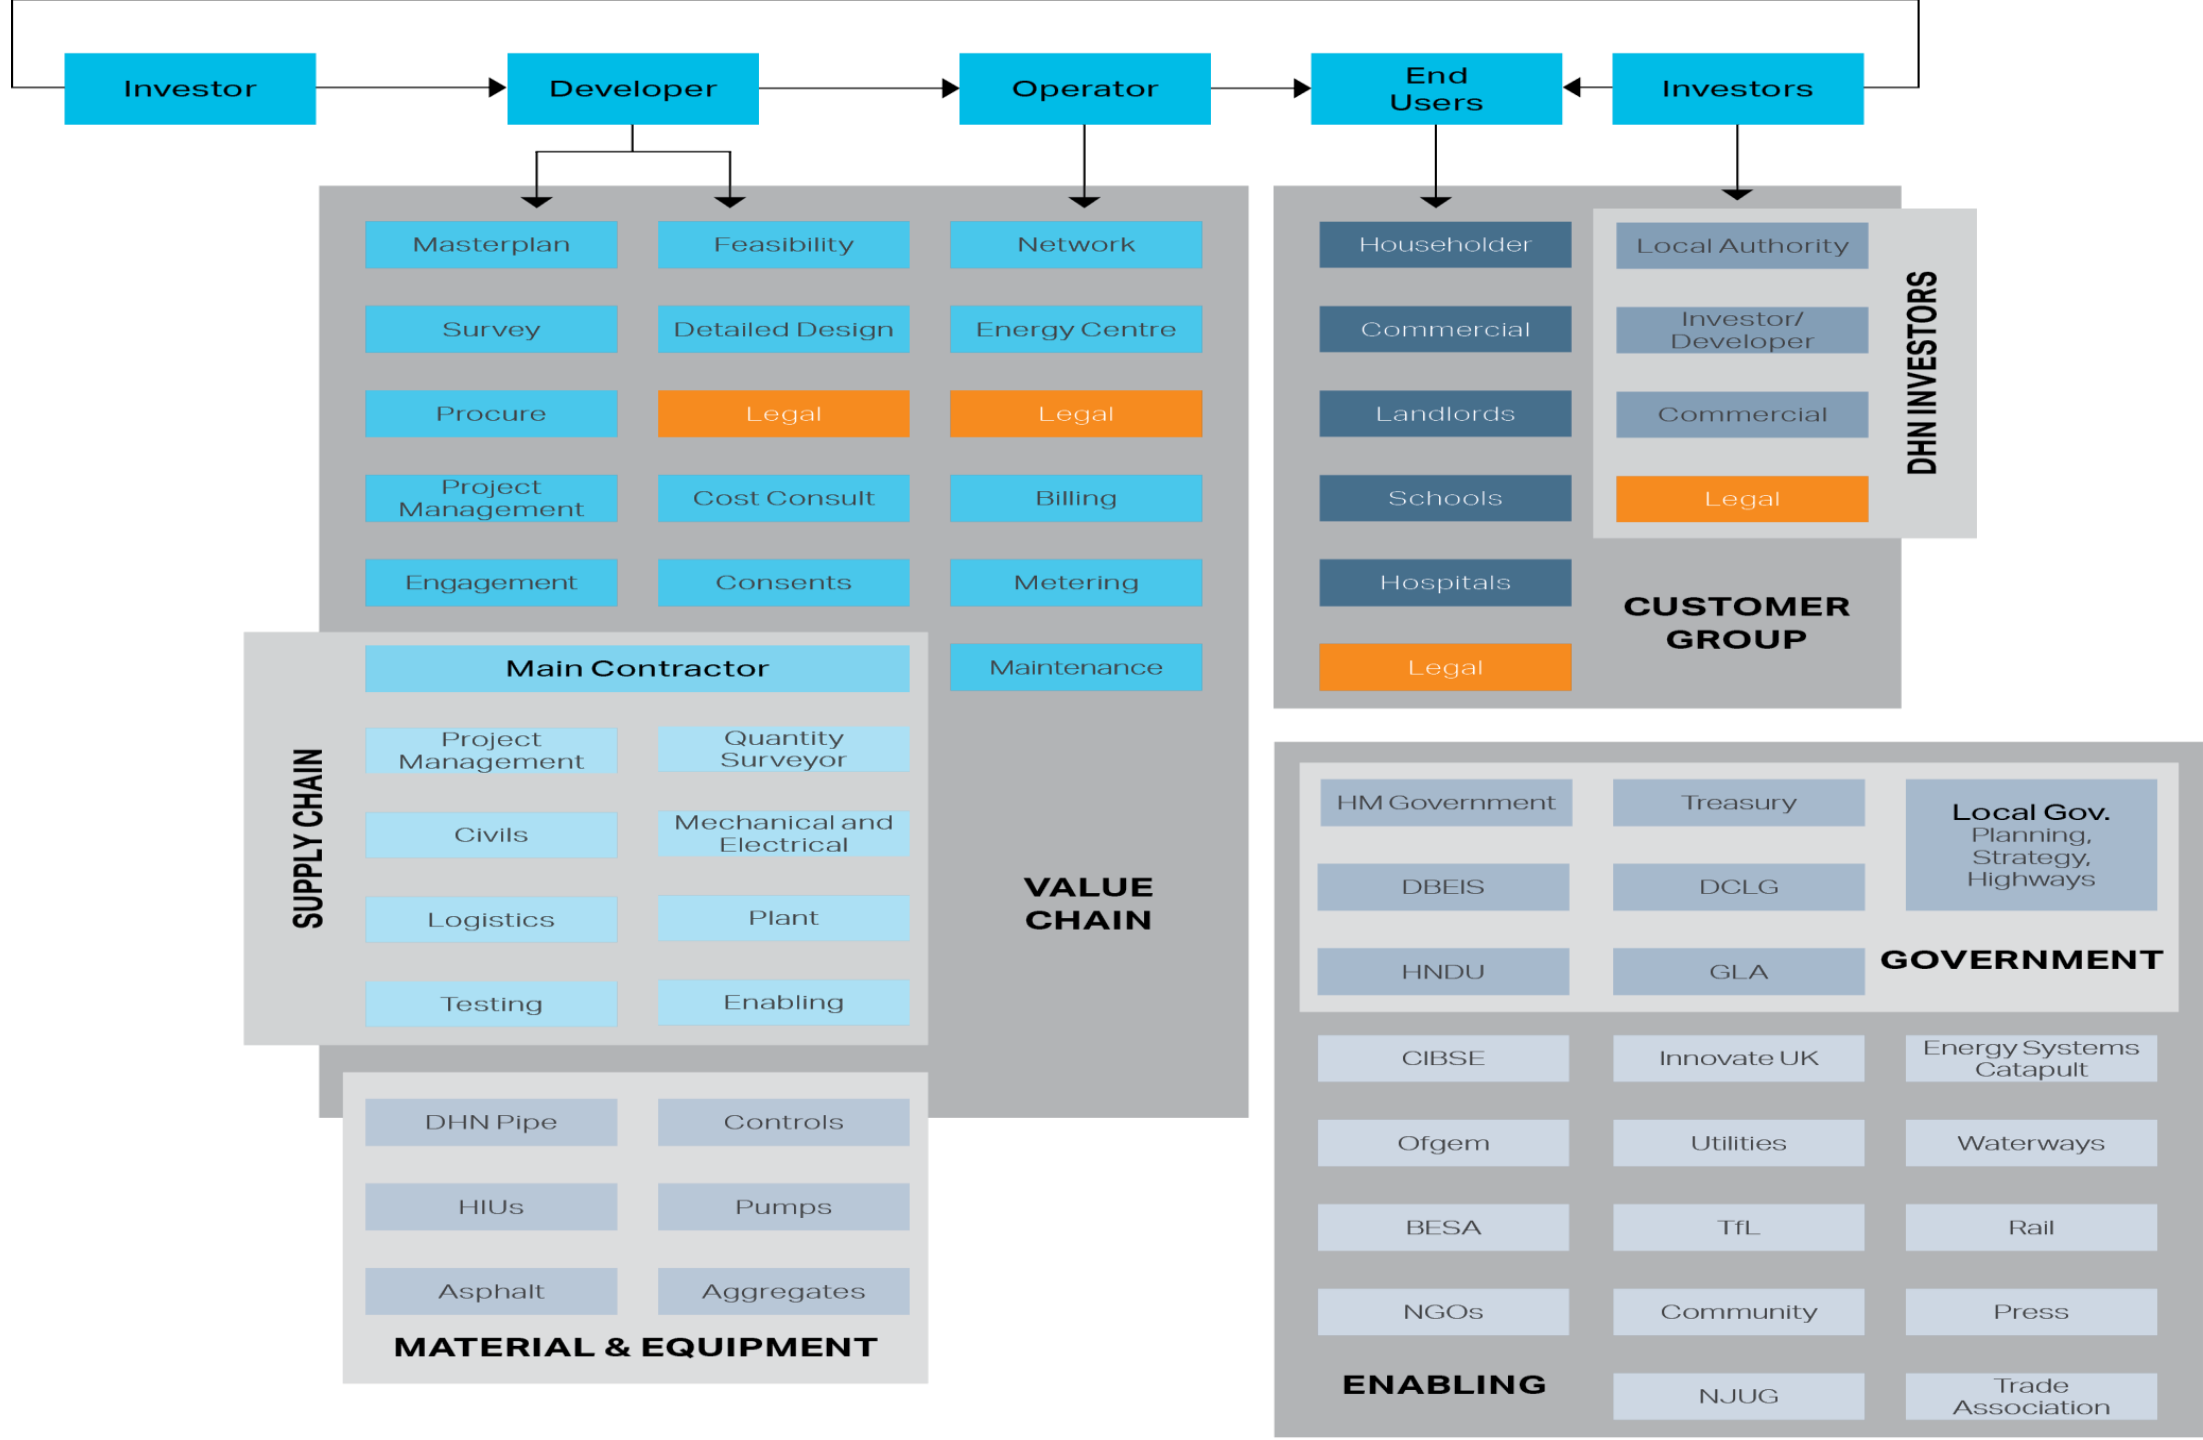 Investor
Developer
Operator
End
Users
Investors
Masterplan
Feasibility
Network
Survey
Detailed Design
Energy Centre
Procure
Legal
Legal
Project
Management
Cost Consult
Billing
Engagement
Consents
Metering
Maintenance
SUPPLY CHAIN
Main Contractor
Project
Management
Quantity
Surveyor
Civils
Mechanical and
Electrical
Logistics
Plant
Testing
Enabling
VALUE
CHAIN
DHN Pipe
Controls
HIUs
Pumps
Asphalt
Aggregates
MATERIAL & EQUIPMENT
Householder
Commercial
Landlords
Schools
Hospitals
Legal
Local Authority
Investor/
Developer
Commercial
Legal
DHN INVESTORS
CUSTOMER
GROUP
HM Government
Treasury
Local Gov.
Planning,
Strategy,
Highways
DBEIS
DCLG
HNDU
GLA
GOVERNMENT
CIBSE
Innovate UK
Energy Systems
Catapult
Ofgem
Utilities
Waterways
BESA
TfL
Rail
NGOs
Community
Press
ENABLING
NJUG
Trade
Association